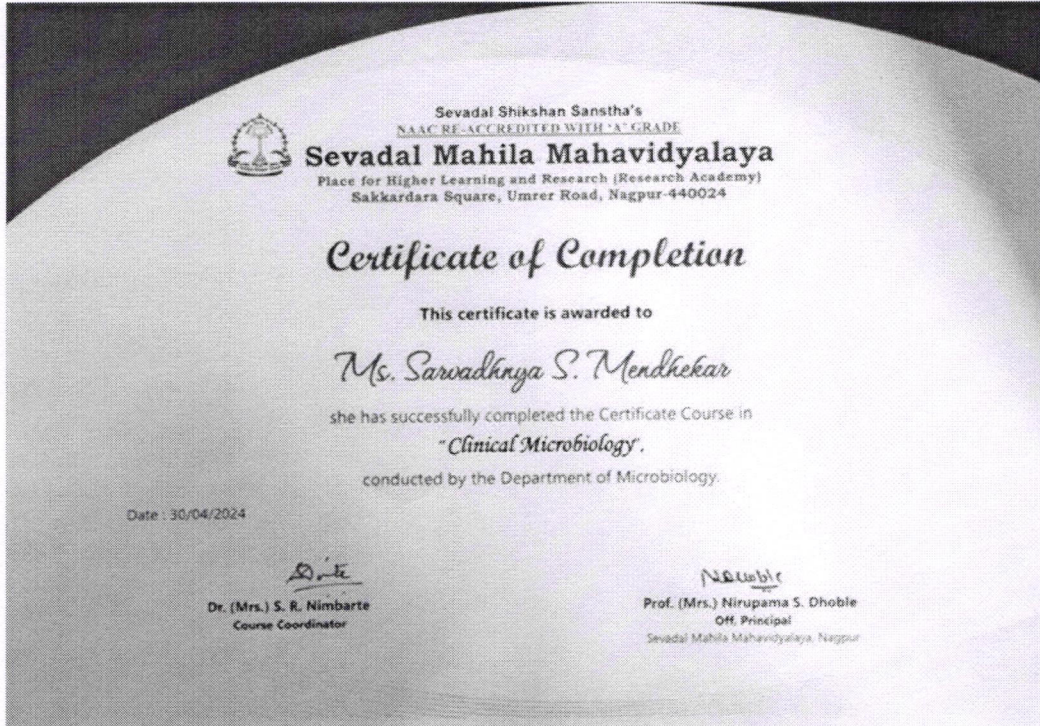 Sevadal Shikshan Sanstha's
NAAC RE-ACCREDITED WITH 'A' GRADE
Sevadal Mahila Mahavidyalaya
Place for Higher Learning and Research (Research Academy)
Sakkardara Square, Umrer Road, Nagpur-440024
Certificate of Completion
This certificate is awarded to
Ms. Sarvadhnya S. Mendhekar
she has successfully completed the Certificate Course in
"Clinical Microbiology",
conducted by the Department of Microbiology.
Date : 30/04/2024
Dr. (Mrs.) S. R. Nimbarte
Course Coordinator
Prof. (Mrs.) Nirupama S. Dhoble
Off. Principal
Sevadal Mahila Mahavidyalaya, Nagpur